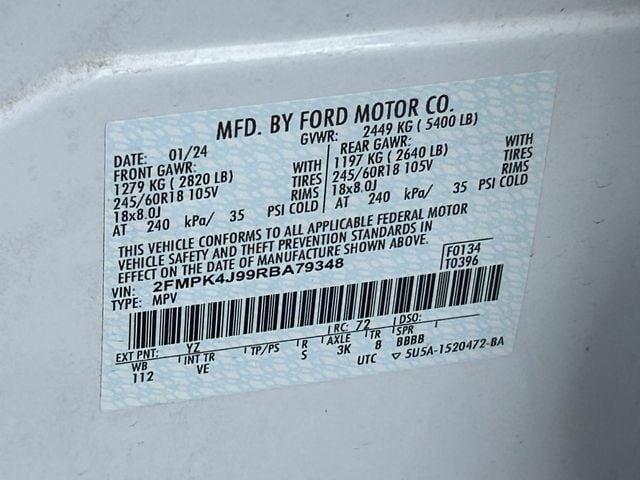 MFD. BY FORD MOTOR CO.
DATE: 01/24 GVWR: 2449 KG ( 5400 LB)
FRONT GAWR: REAR GAWR:
1279 KG ( 2820 LB) WITH 1197 KG ( 2640 LB) WITH
245/60R18 105V TIRES 245/60R18 105V TIRES
18x8.0J RIMS 18x8.0J RIMS
AT 240 kPa/ 35 PSI COLD AT 240 kPa/ 35 PSI COLD
THIS VEHICLE CONFORMS TO ALL APPLICABLE FEDERAL MOTOR
VEHICLE SAFETY AND THEFT PREVENTION STANDARDS IN
EFFECT ON THE DATE OF MANUFACTURE SHOWN ABOVE.
VIN: 2FMPK4J99RBA79348 F0134
TYPE: MPV T0396
EXT PNT: YZ RC: 72 DSO:
WB INT TR TP/PS R AXLE TR SPR
112 VE S 3K 8 BBBB
UTC ▽ 5U5A-1520472-BA